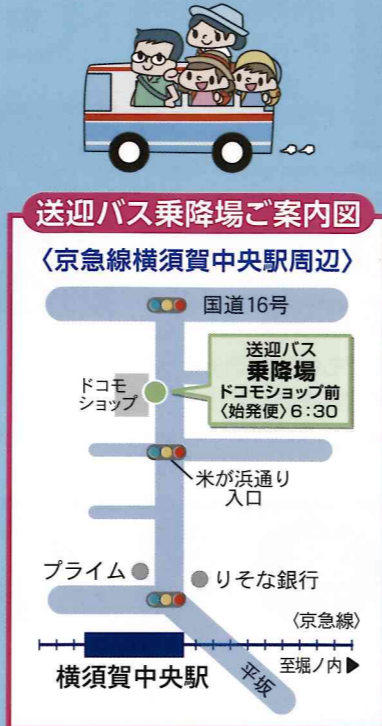 送迎バス乗降場ご案内図
〈京急線横須賀中央駅周辺〉
国道16号
ドコモ
ショップ
送迎バス
乗降場
ドコモショップ前
〈始発便〉6:30
米が浜通り
入口
プライム
りそな銀行
〈京急線〉
横須賀中央駅
平坂
至堀ノ内▶